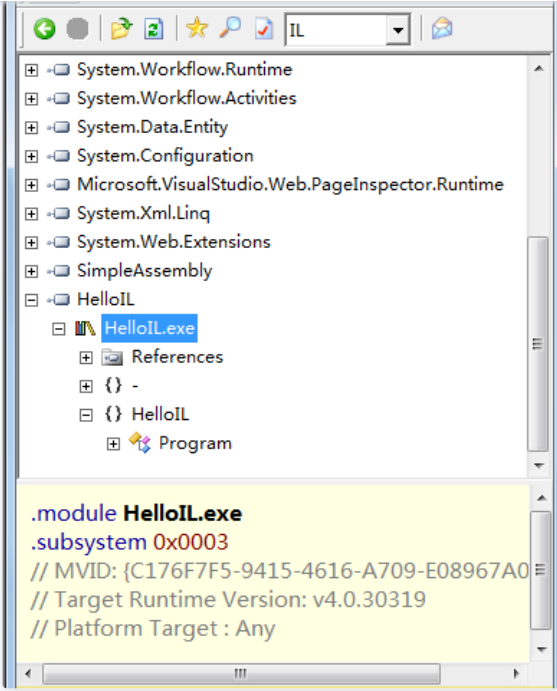 IL
System.Workflow.Runtime
System.Workflow.Activities
System.Data.Entity
System.Configuration
Microsoft.VisualStudio.Web.PageInspector.Runtime
System.Xml.Linq
System.Web.Extensions
SimpleAssembly
HelloIL
HelloIL.exe
References
{} -
{} HelloIL
Program
.module HelloIL.exe
.subsystem 0x0003
// MVID: {C176F7F5-9415-4616-A709-E08967A0
// Target Runtime Version: v4.0.30319
// Platform Target : Any